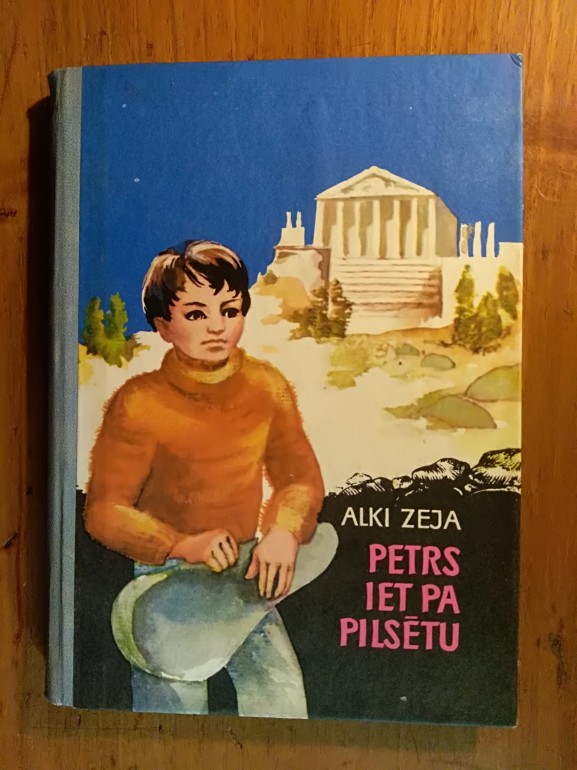 ALKI ZEJA
PETRS
IET PA
PILSĒTU